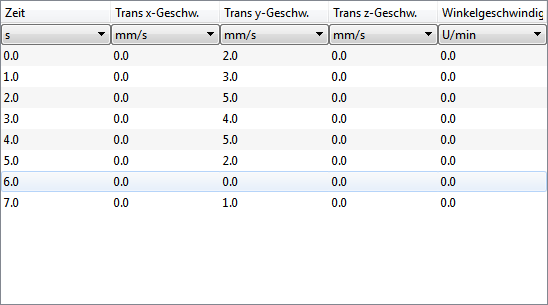 Zeit Trans x-Geschw. Trans y-Geschw. Trans z-Geschw. Winkelgeschwindig
s mm/s mm/s mm/s U/min
0.0 0.0 2.0 0.0 0.0
1.0 0.0 3.0 0.0 0.0
2.0 0.0 5.0 0.0 0.0
3.0 0.0 4.0 0.0 0.0
4.0 0.0 5.0 0.0 0.0
5.0 0.0 2.0 0.0 0.0
6.0 0.0 0.0 0.0 0.0
7.0 0.0 1.0 0.0 0.0